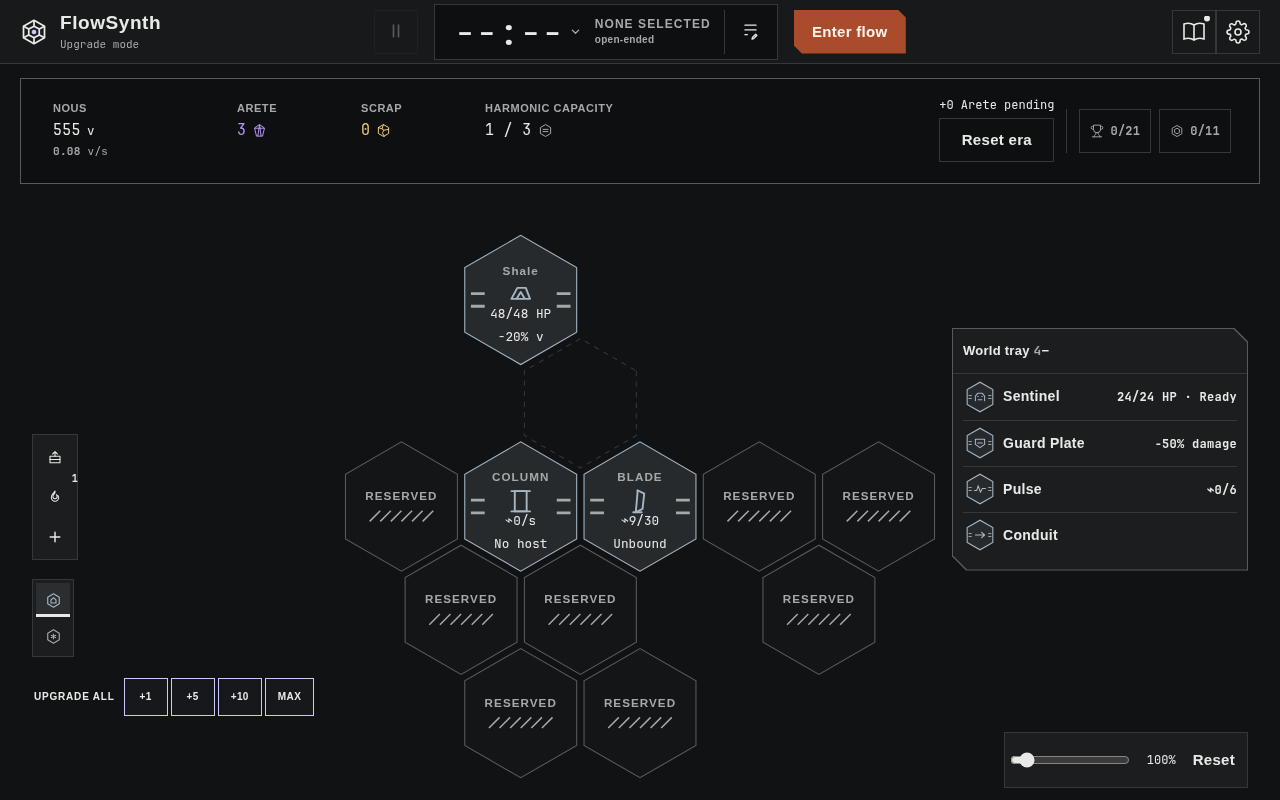 FlowSynth
Upgrade mode
--:--
NONE SELECTED
open-ended
Enter flow
NOUS
555 v
0.08 v/s
ARETE
3
SCRAP
0
HARMONIC CAPACITY
1 / 3
+0 Arete pending
Reset era
0/21
0/11
Shale
48/48 HP
-20% v
World tray 4–
Sentinel
24/24 HP · Ready
Guard Plate
-50% damage
Pulse
⌁0/6
Conduit
1
RESERVED
COLUMN
⌁0/s
No host
BLADE
⌁9/30
Unbound
RESERVED
RESERVED
RESERVED
RESERVED
RESERVED
RESERVED
RESERVED
UPGRADE ALL
+1
+5
+10
MAX
100%
Reset